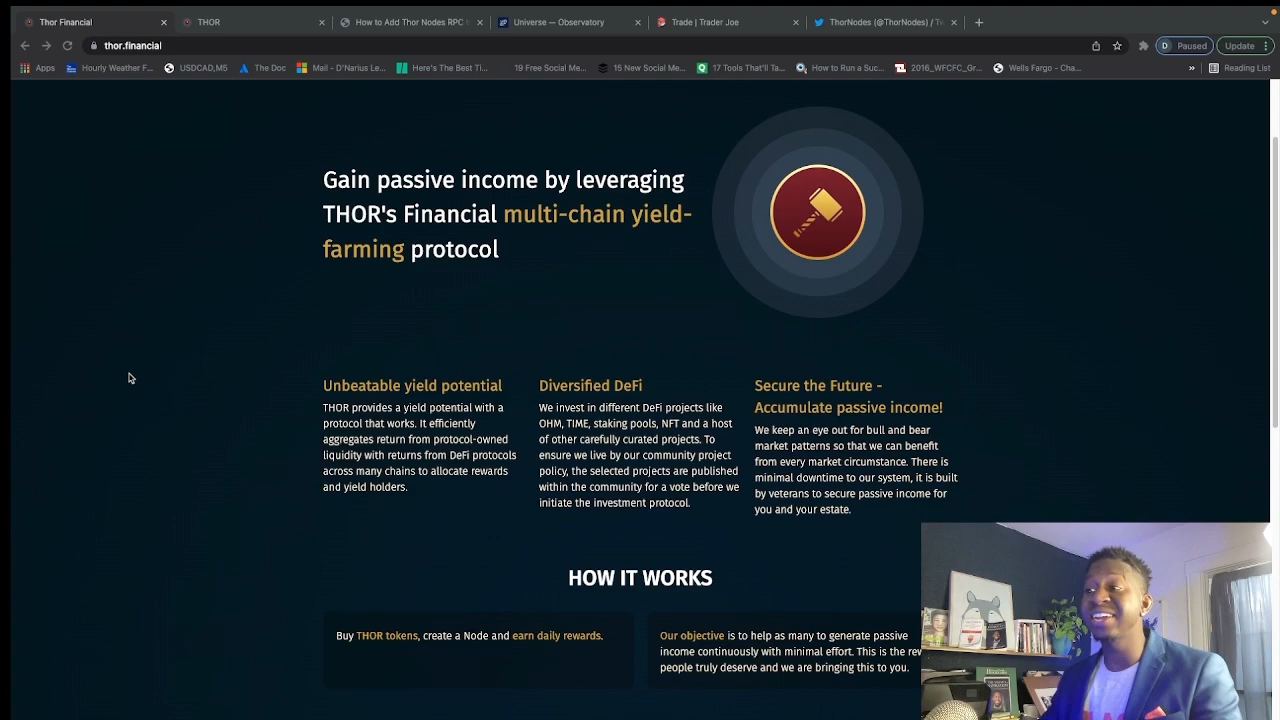 Thor Financial
THOR
How to Add Thor Nodes RPC
Universe — Observatory
Trade | Trader Joe
ThorNodes (@ThorNodes) /
thor.financial
D Paused
Update
Apps
Hourly Weather F...
USDCAD,M5
The Doc
Mail - D'Narius Le...
Here's The Best Ti...
19 Free Social Me...
15 New Social Me...
17 Tools That'll Ta...
How to Run a Suc...
2016_WFCFC_Gr...
Wells Fargo - Cha...
»
Reading List
Gain passive income by leveraging
THOR's Financial multi-chain yield-
farming protocol
Unbeatable yield potential
THOR provides a yield potential with a
protocol that works. It efficiently
aggregates return from protocol-owned
liquidity with returns from DeFi protocols
across many chains to allocate rewards
and yield holders.
Diversified DeFi
We invest in different DeFi projects like
OHM, TIME, staking pools, NFT and a host
of other carefully curated projects. To
ensure we live by our community project
policy, the selected projects are published
within the community for a vote before we
initiate the investment protocol.
Secure the Future -
Accumulate passive income!
We keep an eye out for bull and bear
market patterns so that we can benefit
from every market circumstance. There is
minimal downtime to our system, it is built
by veterans to secure passive income for
you and your estate.
HOW IT WORKS
Buy THOR tokens, create a Node and earn daily rewards.
Our objective is to help as many to generate passive
income continuously with minimal effort. This is the rev
people truly deserve and we are bringing this to you.